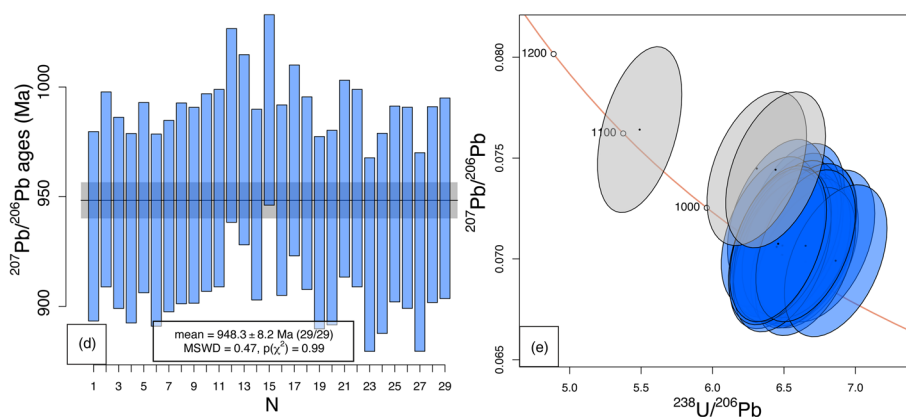 ²⁰⁷Pb/²⁰⁶Pb ages (Ma)
1000
950
900
(d)
mean = 948.3 ± 8.2 Ma (29/29)
MSWD = 0.47, p(χ²) = 0.99
1 3 5 7 9 11 13 15 17 19 21 23 25 27 29
N
²⁰⁷Pb/²⁰⁶Pb
0.080
0.075
0.070
0.065
1200
1100
1000
(e)
5.0 5.5 6.0 6.5 7.0
²³⁸U/²⁰⁶Pb